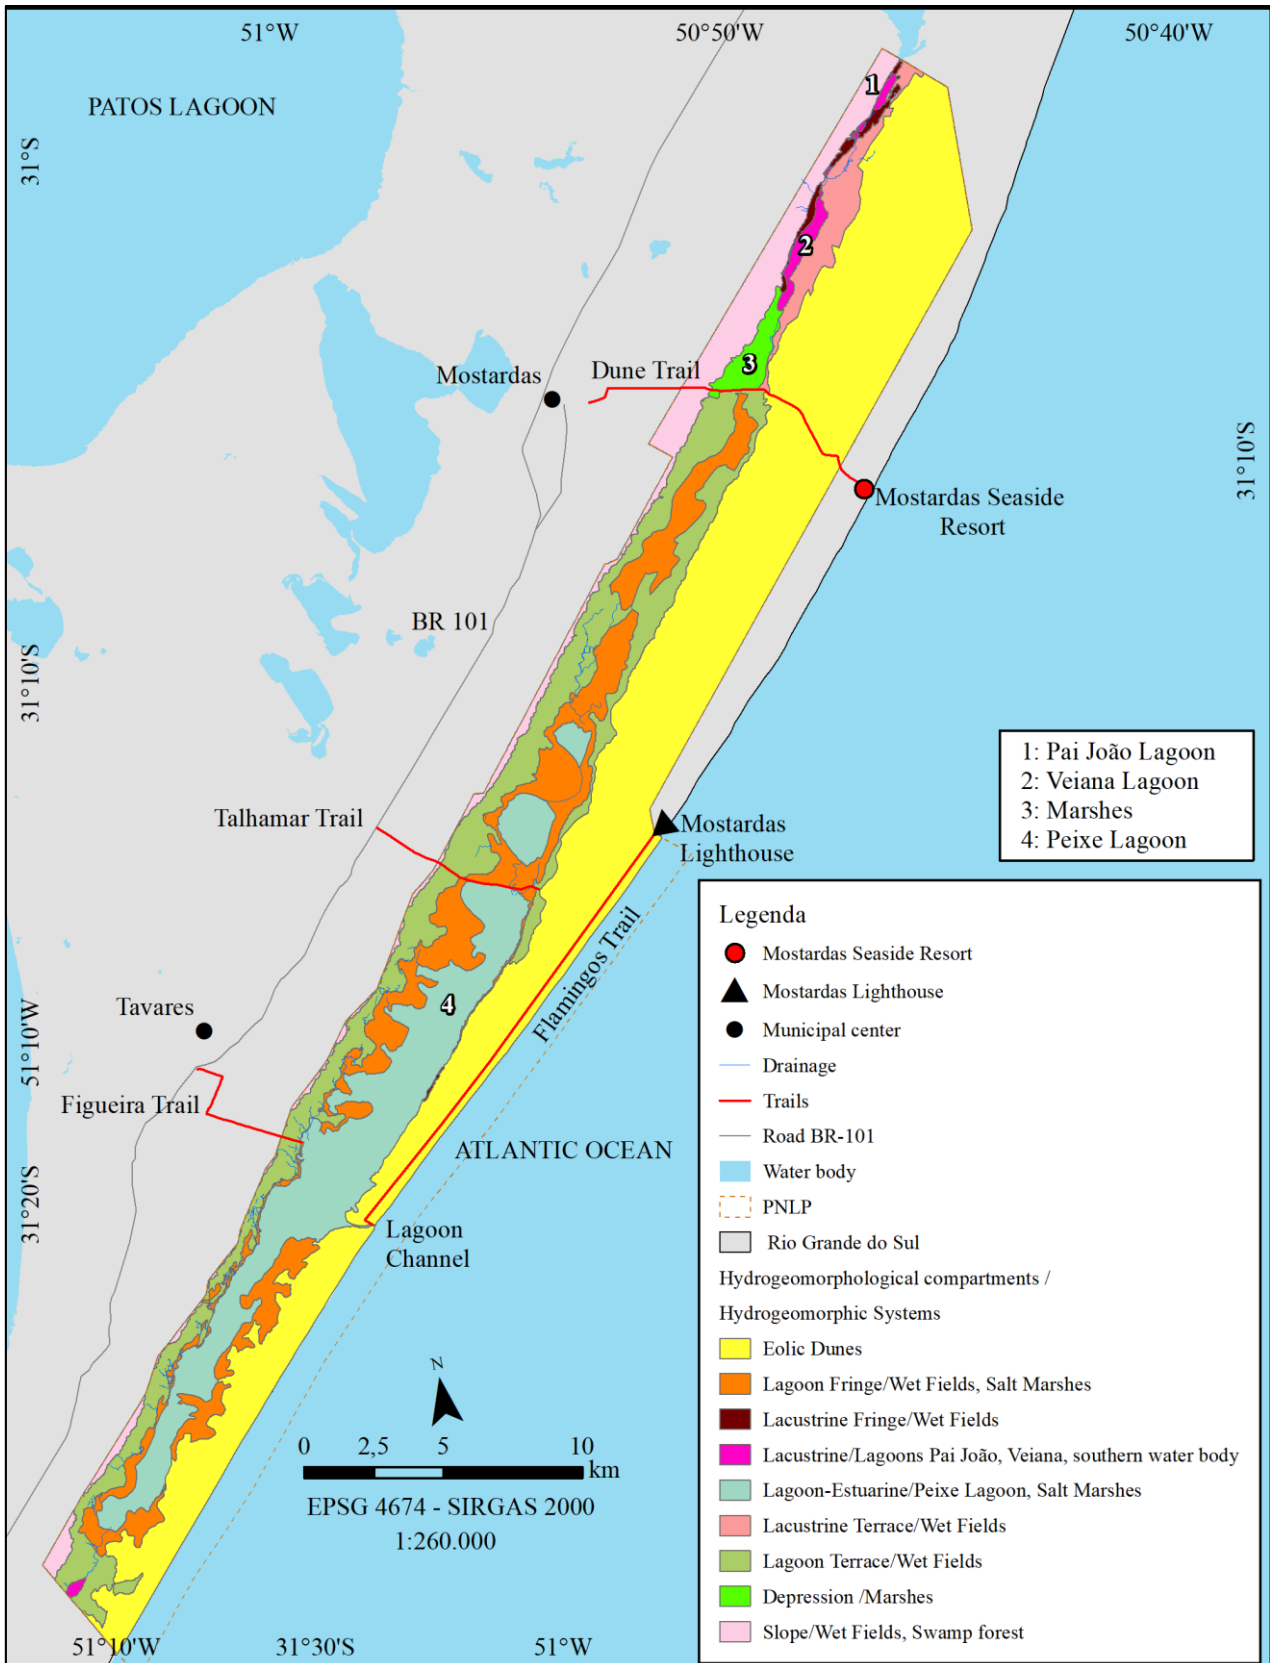 51°W
50°50'W
50°40'W
PATOS LAGOON
1
31°S
2
3
Dune Trail
Mostardas
31°10'S
Mostardas Seaside
Resort
BR 101
31°10'S
1: Pai João Lagoon
2: Veiana Lagoon
3: Marshes
4: Peixe Lagoon
Talhamar Trail
Mostardas
Lighthouse
Flamingos Trail
4
Tavares
51°10'W
Figueira Trail
ATLANTIC OCEAN
31°20'S
Lagoon
Channel
Legenda
Mostardas Seaside Resort
Mostardas Lighthouse
Municipal center
Drainage
Trails
Road BR-101
Water body
PNLP
Rio Grande do Sul
Hydrogeomorphological compartments /
Hydrogeomorphic Systems
Eolic Dunes
Lagoon Fringe/Wet Fields, Salt Marshes
Lacustrine Fringe/Wet Fields
Lacustrine/Lagoons Pai João, Veiana, southern water body
Lagoon-Estuarine/Peixe Lagoon, Salt Marshes
Lacustrine Terrace/Wet Fields
Lagoon Terrace/Wet Fields
Depression /Marshes
Slope/Wet Fields, Swamp forest
N
0 2,5 5 10
km
EPSG 4674 - SIRGAS 2000
1:260.000
51°10'W
31°30'S
51°W